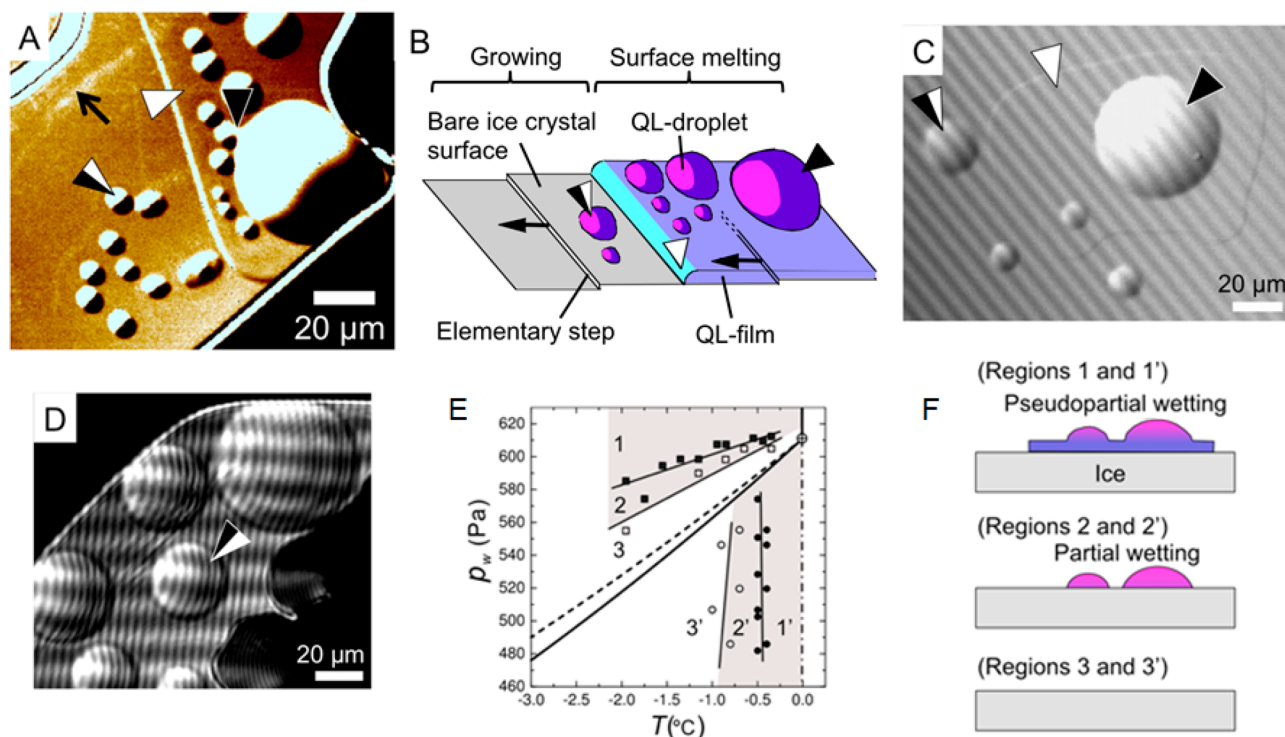 A
20 µm
B
Growing
Surface melting
Bare ice crystal
surface
QL-droplet
Elementary step
QL-film
C
20 µm
D
20 µm
E
620
600
580
560
540
520
500
480
460
p_w (Pa)
1
2
3
3’
2’
1’
-3.0 -2.5 -2.0 -1.5 -1.0 -0.5 0.0
T(°C)
F
(Regions 1 and 1’)
Pseudopartial wetting
Ice
(Regions 2 and 2’)
Partial wetting
(Regions 3 and 3’)